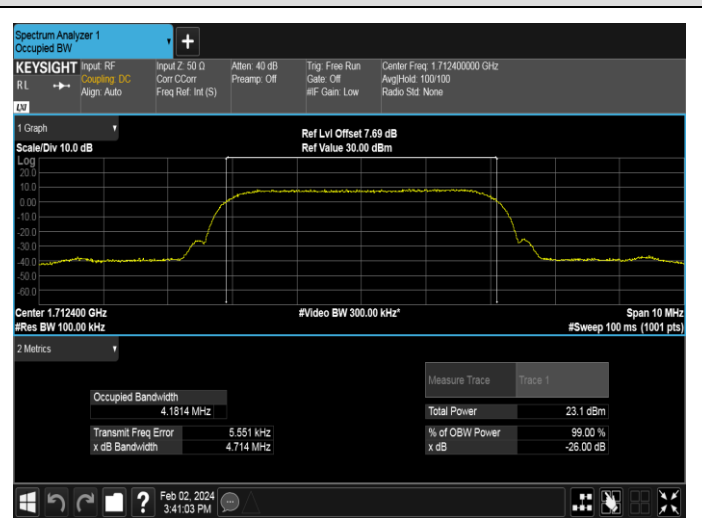 Spectrum Analyzer 1
Occupied BW
+
KEYSIGHT
RL
LXI
Input: RF
Coupling: DC
Align: Auto
Input Z: 50 Ω
Corr CCorr
Freq Ref: Int (S)
Atten: 40 dB
Preamp: Off
Trig: Free Run
Gate: Off
#IF Gain: Low
Center Freq: 1.712400000 GHz
Avg|Hold: 100/100
Radio Std: None
1 Graph
Scale/Div 10.0 dB
Ref Lvl Offset 7.69 dB
Ref Value 30.00 dBm
Log
20.0
10.0
0.00
-10.0
-20.0
-30.0
-40.0
-50.0
-60.0
Center 1.712400 GHz
#Res BW 100.00 kHz
#Video BW 300.00 kHz*
Span 10 MHz
#Sweep 100 ms (1001 pts)
2 Metrics
Measure Trace Trace 1
Occupied Bandwidth
4.1814 MHz
Total Power 23.1 dBm
Transmit Freq Error 5.551 kHz
x dB Bandwidth 4.714 MHz
% of OBW Power 99.00 %
x dB -26.00 dB
?
Feb 02, 2024
3:41:03 PM